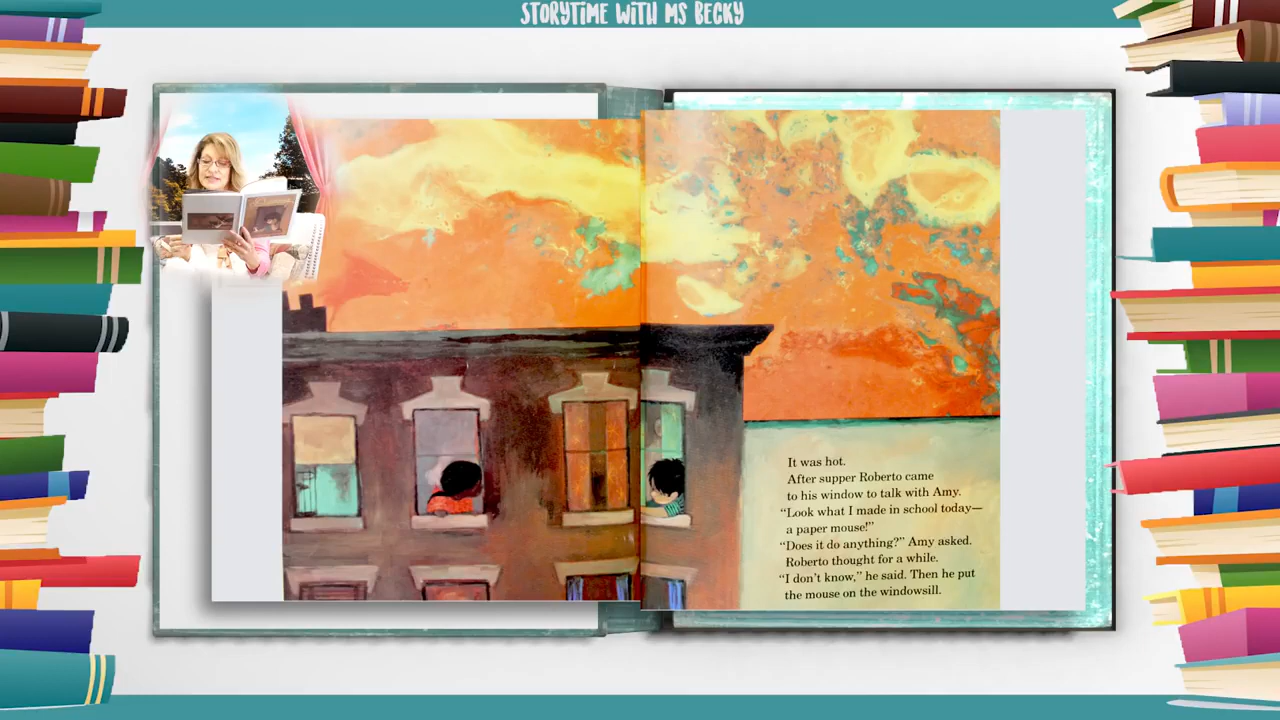 STORYTIME WITH MS BECKY
It was hot.
After supper Roberto came
to his window to talk with Amy.
“Look what I made in school today—
a paper mouse!”
“Does it do anything?” Amy asked.
Roberto thought for a while.
“I don’t know,” he said. Then he put
the mouse on the windowsill.